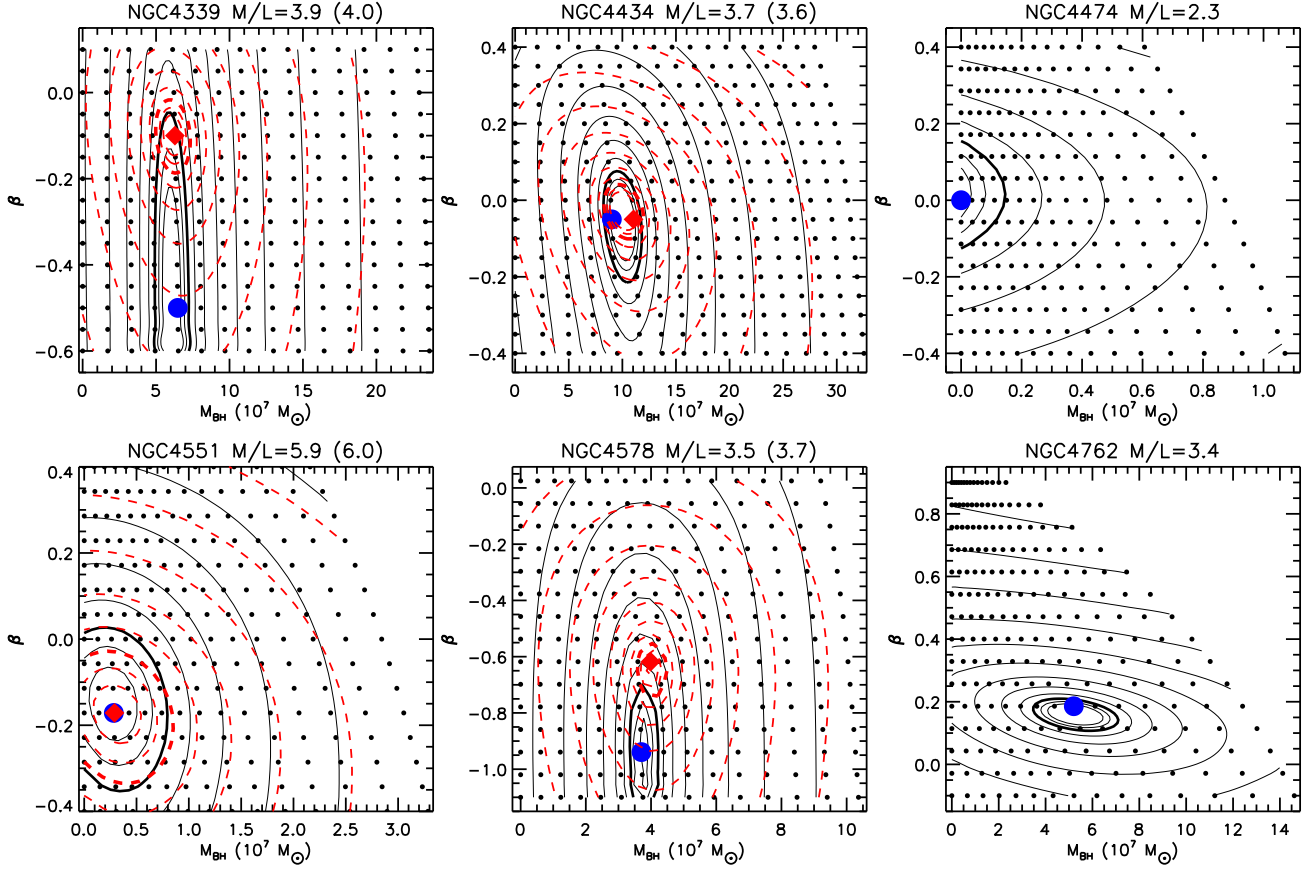 NGC4339 M/L=3.9 (4.0)
NGC4434 M/L=3.7 (3.6)
NGC4474 M/L=2.3
0.0
−0.2
−0.4
−0.6
β
0 5 10 15 20
M_BH (10^7 M_⊙)
0.4
0.2
0.0
−0.2
−0.4
β
0 5 10 15 20 25 30
M_BH (10^7 M_⊙)
0.4
0.2
0.0
−0.2
−0.4
β
0.0 0.2 0.4 0.6 0.8 1.0
M_BH (10^7 M_⊙)
NGC4551 M/L=5.9 (6.0)
NGC4578 M/L=3.5 (3.7)
NGC4762 M/L=3.4
0.4
0.2
0.0
−0.2
−0.4
β
0.0 0.5 1.0 1.5 2.0 2.5 3.0
M_BH (10^7 M_⊙)
0.0
−0.2
−0.4
−0.6
−0.8
−1.0
β
0 2 4 6 8 10
M_BH (10^7 M_⊙)
0.8
0.6
0.4
0.2
0.0
β
0 2 4 6 8 10 12 14
M_BH (10^7 M_⊙)